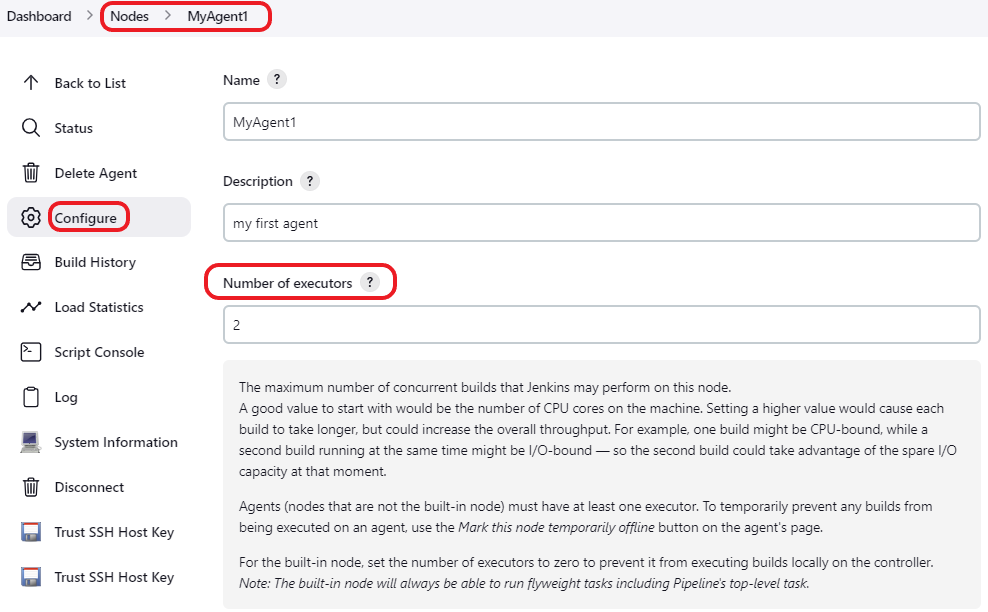 Dashboard > Nodes > MyAgent1
Back to List
Status
Delete Agent
Configure
Build History
Load Statistics
Script Console
Log
System Information
Disconnect
Trust SSH Host Key
Trust SSH Host Key
Name ?
MyAgent1
Description ?
my first agent
Number of executors ?
2
The maximum number of concurrent builds that Jenkins may perform on this node.
A good value to start with would be the number of CPU cores on the machine. Setting a higher value would cause each
build to take longer, but could increase the overall throughput. For example, one build might be CPU-bound, while a
second build running at the same time might be I/O-bound — so the second build could take advantage of the spare I/O
capacity at that moment.
Agents (nodes that are not the built-in node) must have at least one executor. To temporarily prevent any builds from
being executed on an agent, use the Mark this node temporarily offline button on the agent's page.
For the built-in node, set the number of executors to zero to prevent it from executing builds locally on the controller.
Note: The built-in node will always be able to run flyweight tasks including Pipeline's top-level task.